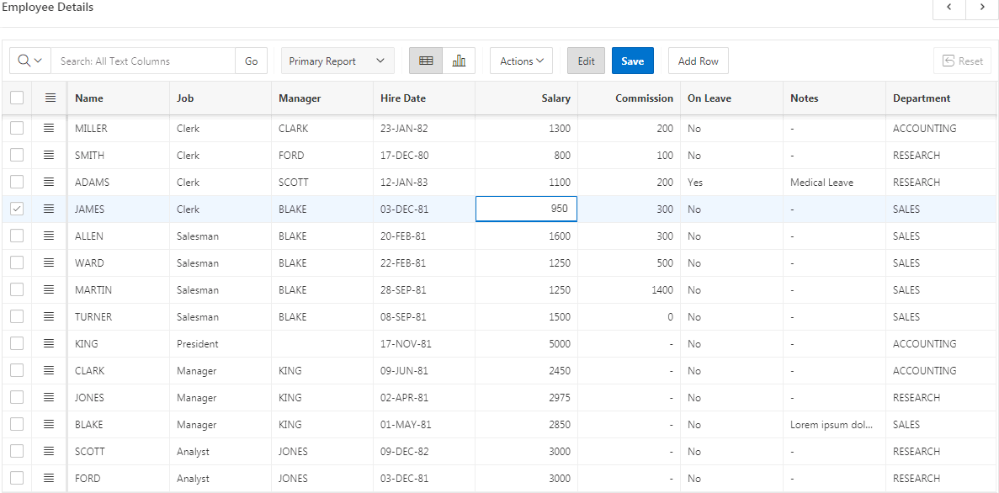 Employee Details
Search: All Text Columns Go Primary Report Actions Edit Save Add Row Reset
Name Job Manager Hire Date Salary Commission On Leave Notes Department
MILLER Clerk CLARK 23-JAN-82 1300 200 No - ACCOUNTING
SMITH Clerk FORD 17-DEC-80 800 100 No - RESEARCH
ADAMS Clerk SCOTT 12-JAN-83 1100 200 Yes Medical Leave RESEARCH
JAMES Clerk BLAKE 03-DEC-81 950 300 No - SALES
ALLEN Salesman BLAKE 20-FEB-81 1600 300 No - SALES
WARD Salesman BLAKE 22-FEB-81 1250 500 No - SALES
MARTIN Salesman BLAKE 28-SEP-81 1250 1400 No - SALES
TURNER Salesman BLAKE 08-SEP-81 1500 0 No - SALES
KING President 17-NOV-81 5000 - No - ACCOUNTING
CLARK Manager KING 09-JUN-81 2450 - No - ACCOUNTING
JONES Manager KING 02-APR-81 2975 - No - RESEARCH
BLAKE Manager KING 01-MAY-81 2850 - No Lorem ipsum dol... SALES
SCOTT Analyst JONES 09-DEC-82 3000 - No - RESEARCH
FORD Analyst JONES 03-DEC-81 3000 - No - RESEARCH